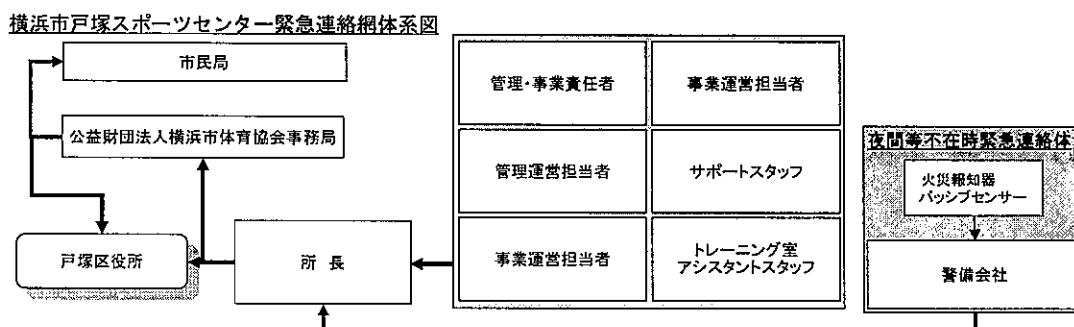 横浜市戸塚スポーツセンター緊急連絡網体系図
市民局
公益財団法人横浜市体育協会事務局
戸塚区役所
所 長
管理・事業責任者
事業運営担当者
管理運営担当者
サポートスタッフ
事業運営担当者
トレーニング室
アシスタントスタッフ
夜間等不在時緊急連絡体
火災報知器
パッシブセンサー
警備会社